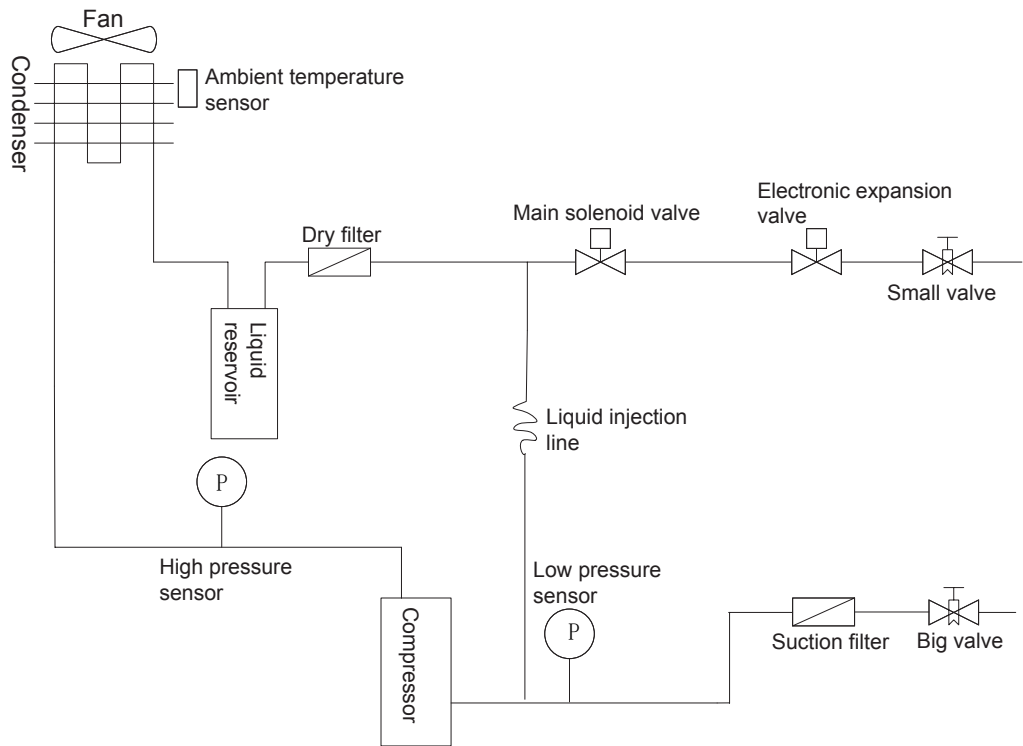 Fan
Condenser
Ambient temperature
sensor
Electronic expansion
valve
Main solenoid valve
Dry filter
Small valve
Liquid
reservoir
Liquid injection
line
P
High pressure
sensor
Low pressure
sensor
P
Compressor
Suction filter
Big valve